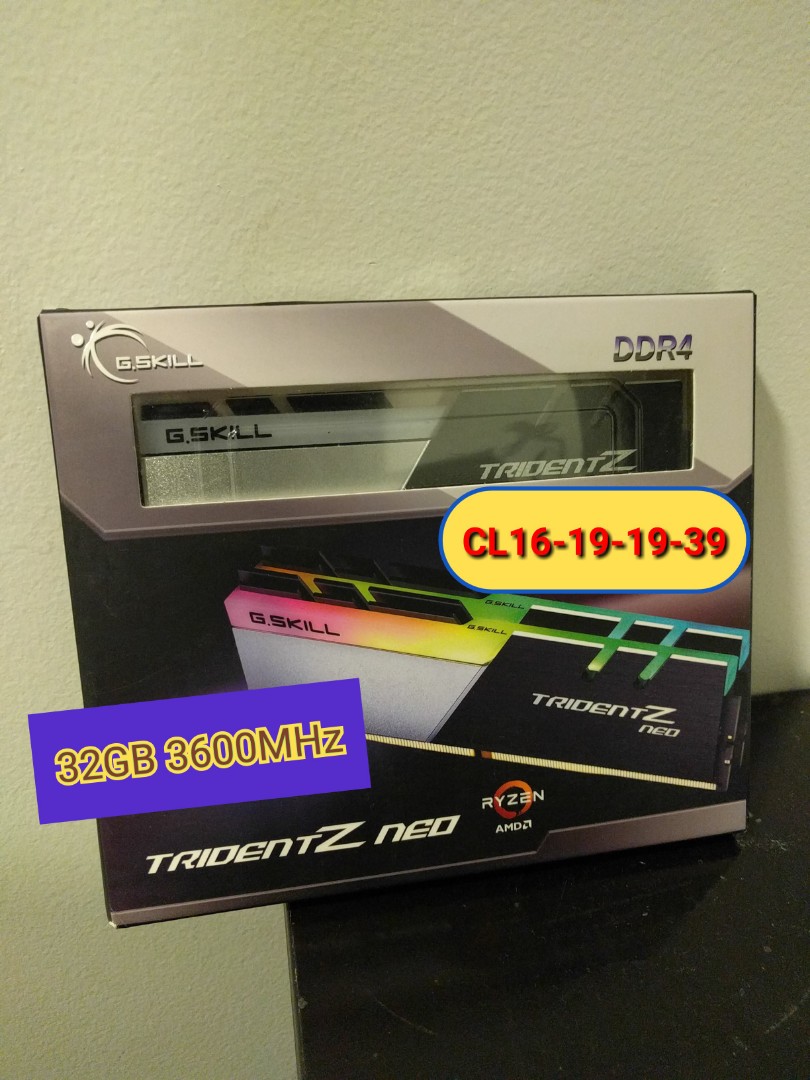 G.SKILL
DDR4
G.SKILL
TRIDENTZ
CL16-19-19-39
G.SKILL
G.SKILL
G.SKILL
TRIDENTZ
NEO
32GB 3600MHz
RYZEN
AMD
TRIDENTZ NEO